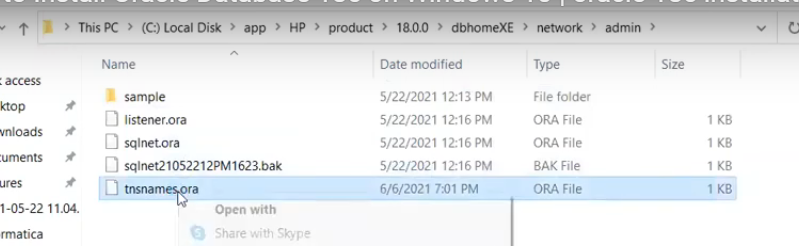 to Install Oracle Database 18c on Windows 10 | Oracle 18c Installat
This PC > (C:) Local Disk > app > HP > product > 18.0.0 > dbhomeXE > network > admin >
Name Date modified Type Size
access
sample 5/22/2021 12:13 PM File folder
ktop
listener.ora 5/22/2021 12:16 PM ORA File 1 KB
wnloads
sqlnet.ora 5/22/2021 12:16 PM ORA File 1 KB
cuments
sqlnet21052212PM1623.bak 5/22/2021 12:16 PM BAK File 1 KB
ures
tnsnames.ora 6/6/2021 7:01 PM ORA File 1 KB
1-05-22 11.04.
Open with
ormatica
Share with Skype